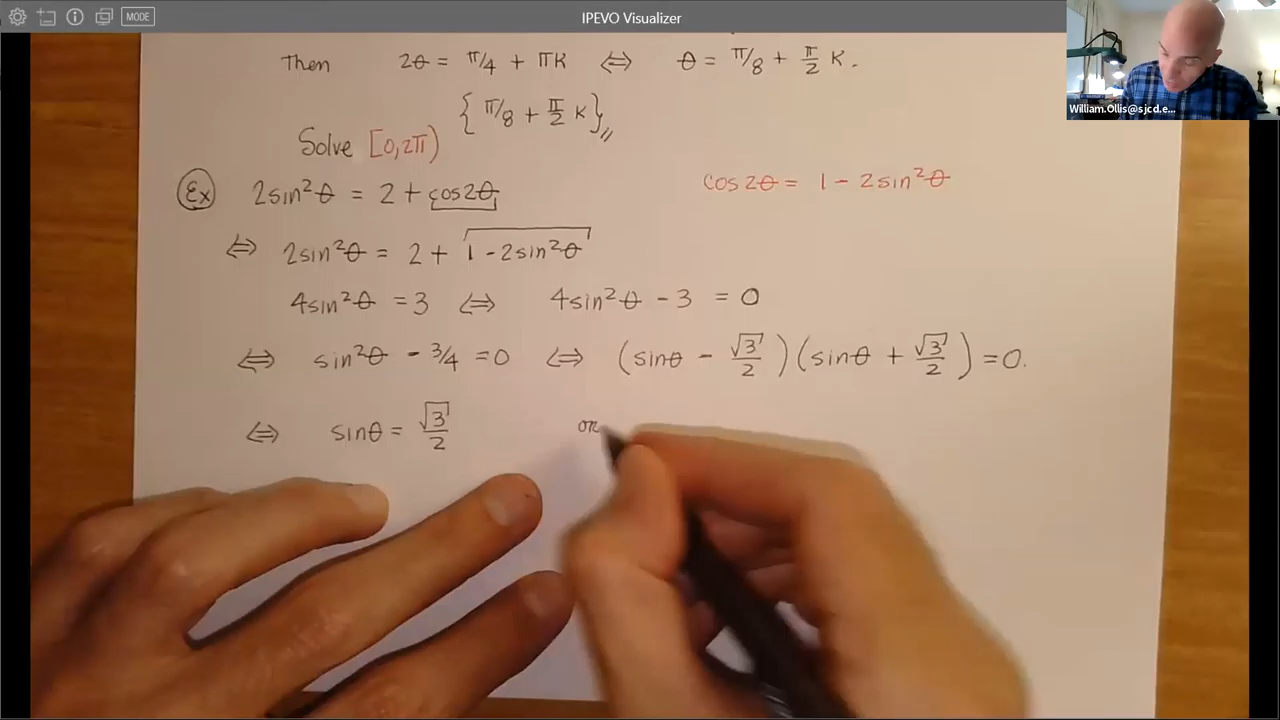 MODE
IPEVO Visualizer
William.Ollis@sjcd.e...
Then 2θ = π/4 + πk ⇔ θ = π/8 + π/2 k.
{π/8 + π/2 k}
Solve [0,2π)
Ex 2sin²θ = 2 + cos2θ cos2θ = 1 - 2sin²θ
⇔ 2sin²θ = 2 + 1 - 2sin²θ
4sin²θ = 3 ⇔ 4sin²θ - 3 = 0
⇔ sin²θ - 3/4 = 0 ⇔ (sinθ - √3/2)(sinθ + √3/2) = 0.
⇔ sinθ = √3/2 or